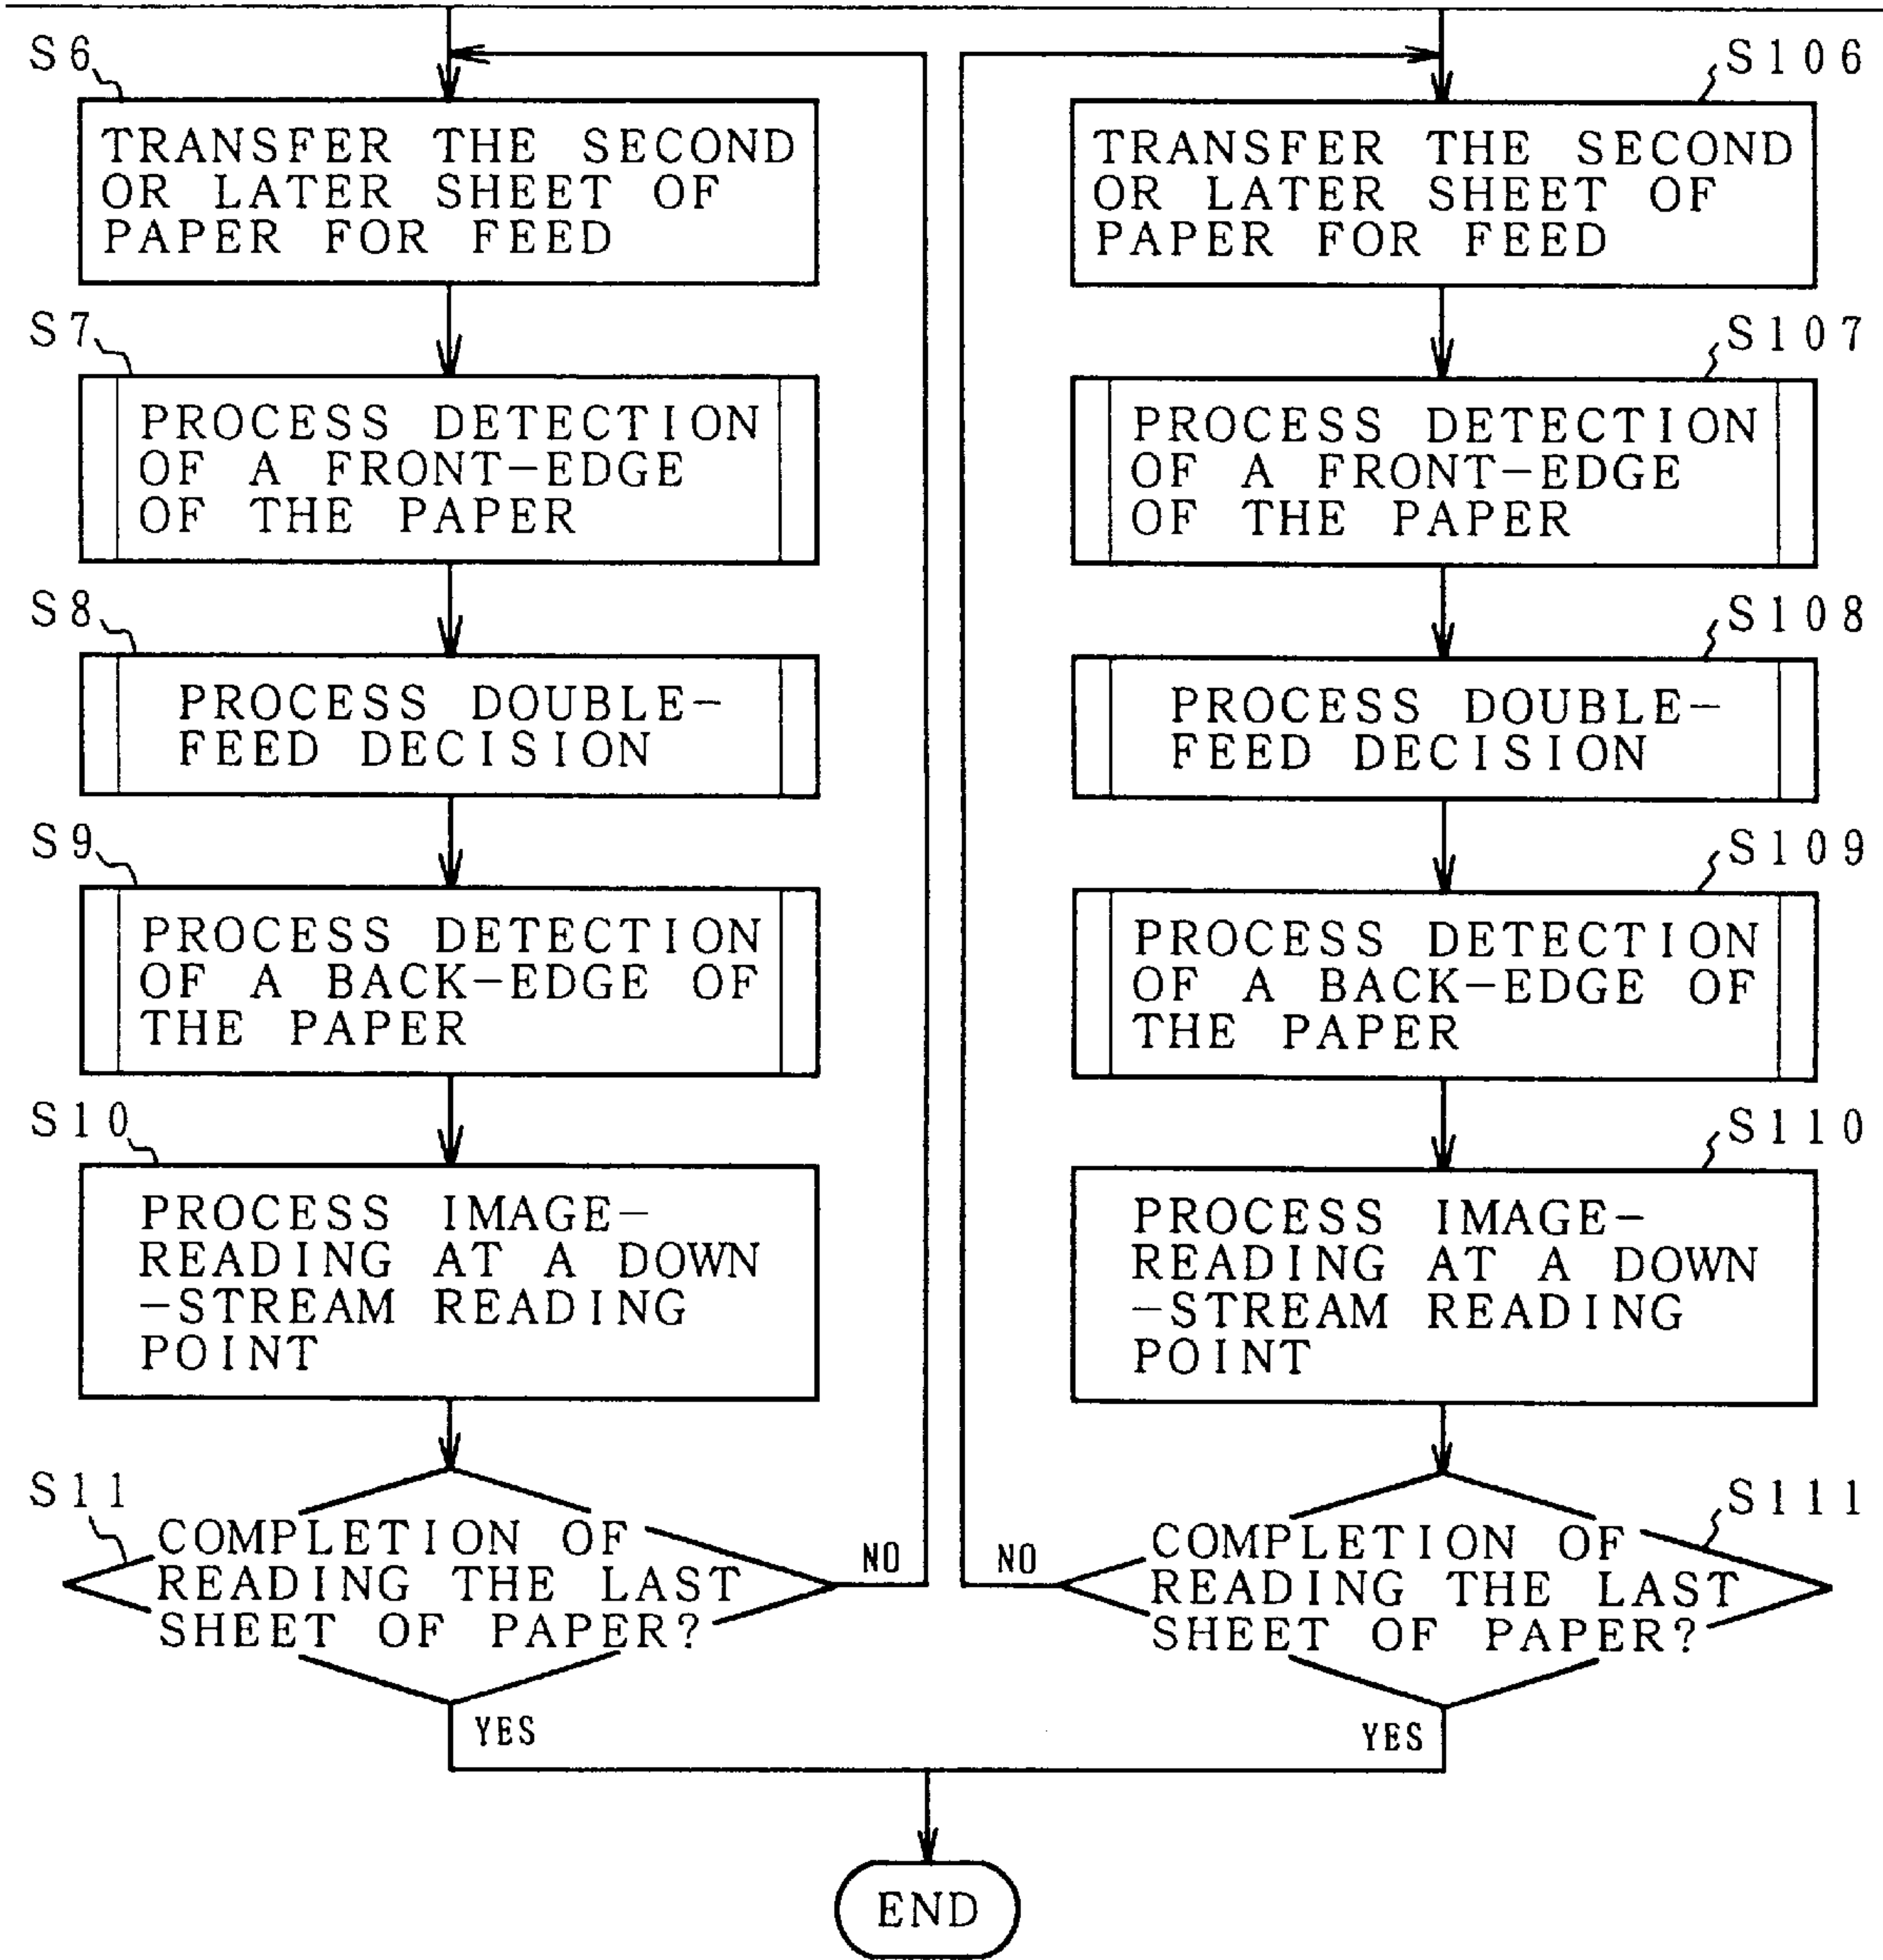 S6
TRANSFER THE SECOND
OR LATER SHEET OF
PAPER FOR FEED
S7
PROCESS DETECTION
OF A FRONT-EDGE
OF THE PAPER
S8
PROCESS DOUBLE-
FEED DECISION
S9
PROCESS DETECTION
OF A BACK-EDGE OF
THE PAPER
S10
PROCESS IMAGE-
READING AT A DOWN
-STREAM READING
POINT
S11
COMPLETION OF
READING THE LAST
SHEET OF PAPER?
NO
YES
S106
TRANSFER THE SECOND
OR LATER SHEET OF
PAPER FOR FEED
S107
PROCESS DETECTION
OF A FRONT-EDGE
OF THE PAPER
S108
PROCESS DOUBLE-
FEED DECISION
S109
PROCESS DETECTION
OF A BACK-EDGE OF
THE PAPER
S110
PROCESS IMAGE-
READING AT A DOWN
-STREAM READING
POINT
S111
COMPLETION OF
READING THE LAST
SHEET OF PAPER?
NO
YES
END